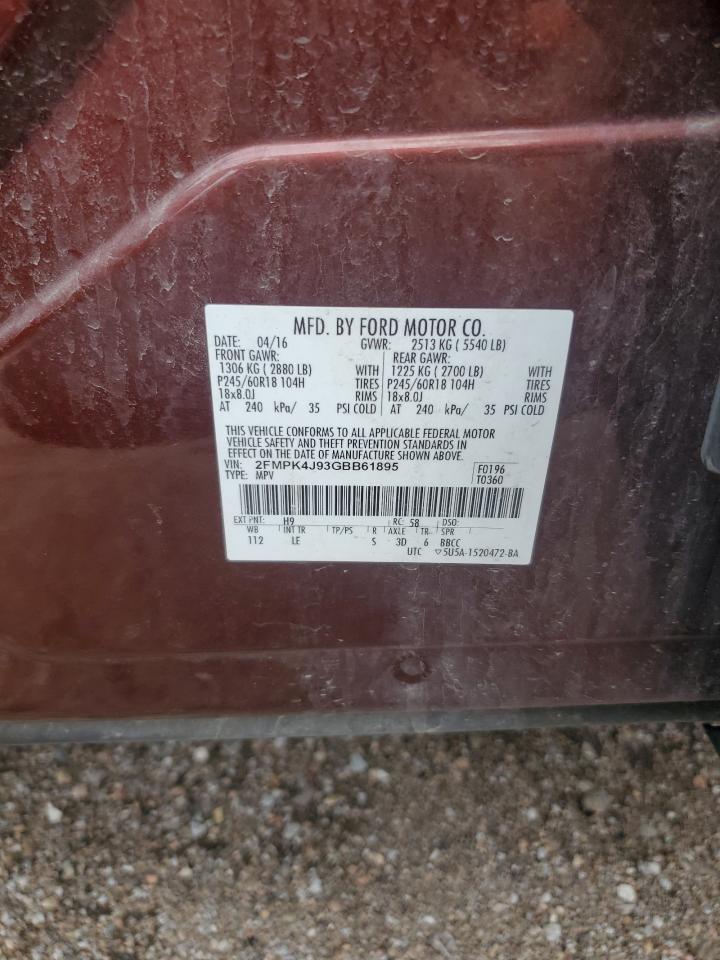 MFD. BY FORD MOTOR CO.
DATE: 04/16 GVWR: 2513 KG ( 5540 LB)
FRONT GAWR: REAR GAWR:
1306 KG ( 2880 LB) WITH 1225 KG ( 2700 LB) WITH
P245/60R18 104H TIRES P245/60R18 104H TIRES
18x8.0J RIMS 18x8.0J RIMS
AT 240 kPa/ 35 PSI COLD AT 240 kPa/ 35 PSI COLD
THIS VEHICLE CONFORMS TO ALL APPLICABLE FEDERAL MOTOR
VEHICLE SAFETY AND THEFT PREVENTION STANDARDS IN
EFFECT ON THE DATE OF MANUFACTURE SHOWN ABOVE.
VIN: 2FMPK4J93GBB61895 F0196
TYPE: MPV T0360
EXT PNT: H9 RC: 58 DSO:
WB INT TR TP/PS R AXLE TR SPR
112 LE S 3D 6 BBCC
UTC ▽5U5A-1520472-BA